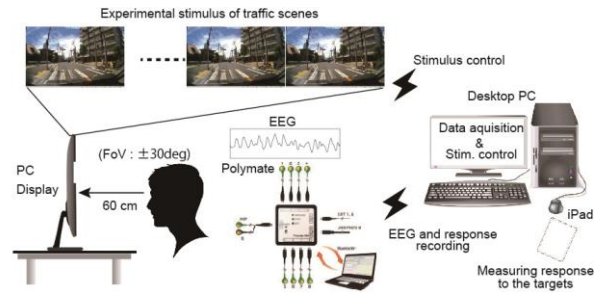 Experimental stimulus of traffic scenes
Stimulus control
Desktop PC
EEG
Data aquisition
&
Stim. control
(FoV : ±30deg)
Polymate
PC
Display
60 cm
iPad
EEG and response
recording
Measuring response
to the targets